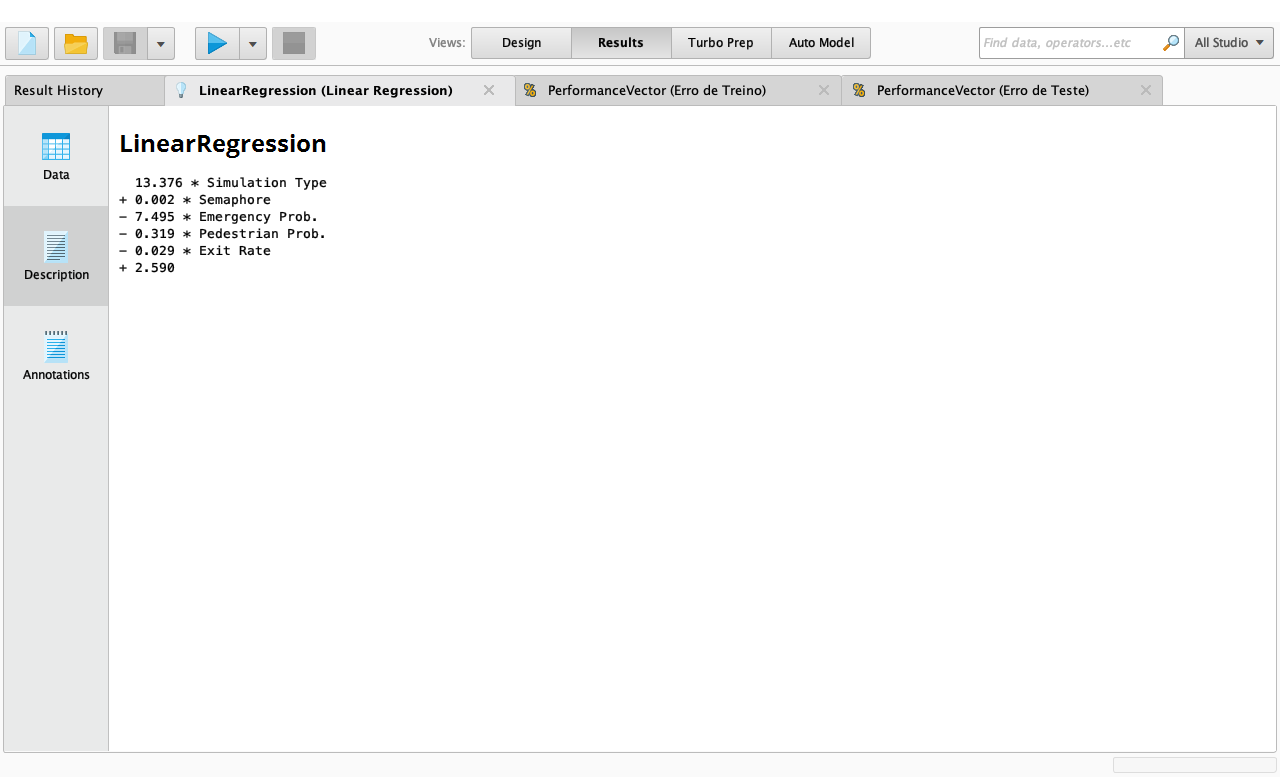 Views:
Design
Results
Turbo Prep
Auto Model
Find data, operators...etc
All Studio
Result History
LinearRegression (Linear Regression)
PerformanceVector (Erro de Treino)
PerformanceVector (Erro de Teste)
Data
Description
Annotations
LinearRegression
13.376 * Simulation Type
+ 0.002 * Semaphore
- 7.495 * Emergency Prob.
- 0.319 * Pedestrian Prob.
- 0.029 * Exit Rate
+ 2.590